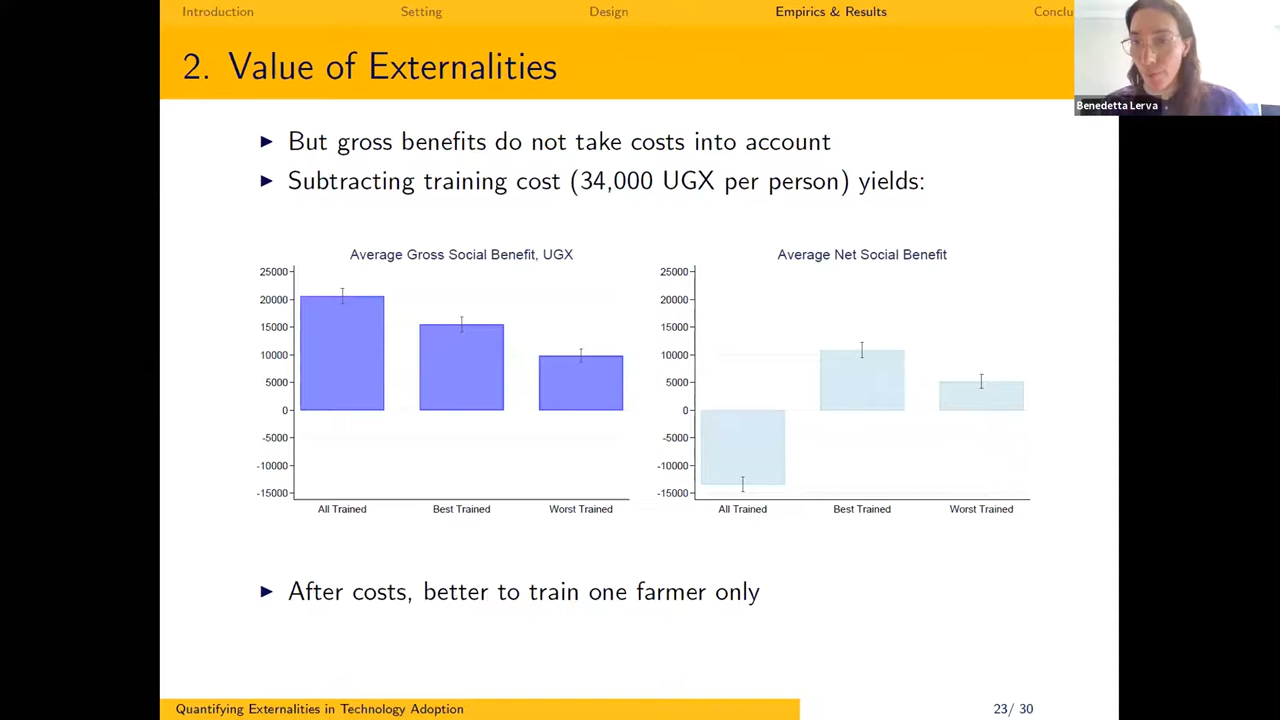 Introduction Setting Design Empirics & Results Conclu
Benedetta Lerva
2. Value of Externalities
▶ But gross benefits do not take costs into account
▶ Subtracting training cost (34,000 UGX per person) yields:
Average Gross Social Benefit, UGX
25000
20000
15000
10000
5000
0
-5000
-10000
-15000
All Trained Best Trained Worst Trained
Average Net Social Benefit
25000
20000
15000
10000
5000
0
-5000
-10000
-15000
All Trained Best Trained Worst Trained
▶ After costs, better to train one farmer only
Quantifying Externalities in Technology Adoption 23/ 30